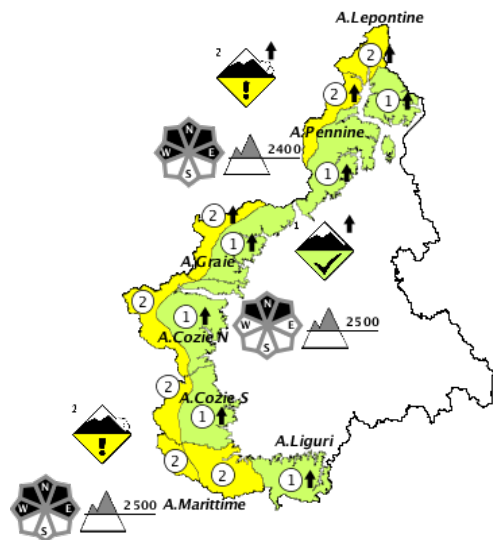 A.Lepontine
2
2
2
1
N
W E
S
2400
A.Pennine
1
2
1
1
A.Graie
2
1
N
W E
S
2500
A.Cozie N
2
A.Cozie S
1
2
A.Liguri
2
2
1
N
W E
S
2500
A.Marittime